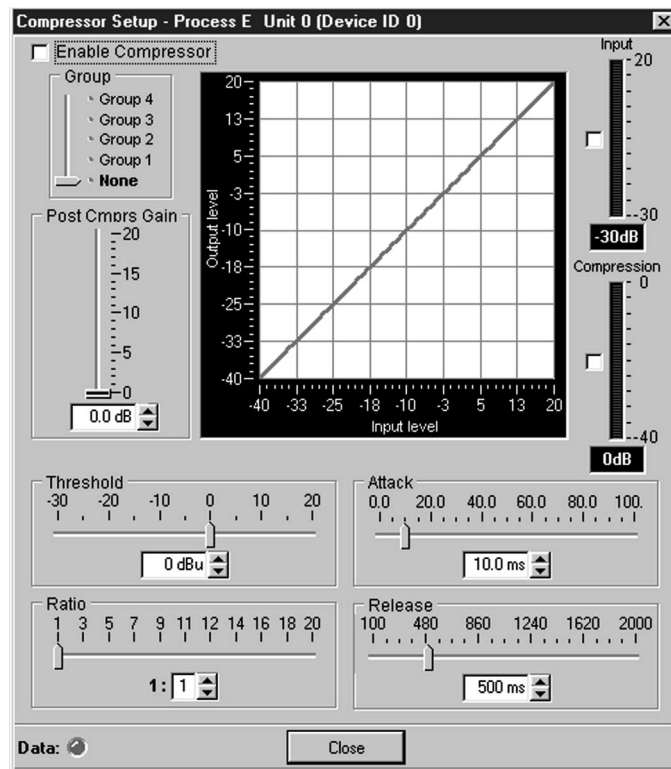 Compressor Setup - Process E Unit 0 (Device ID 0)
Enable Compressor
Group
Group 4
Group 3
Group 2
Group 1
None
Post Cmprs Gain
20
15
10
5
0
0.0 dB
Output level
20
13
5
-3
-10
-18
-25
-33
-40
-40 -33 -25 -18 -10 -3 5 13 20
Input level
Input
20
-30
-30dB
Compression
0
-40
0dB
Threshold
-30 -20 -10 0 10 20
0 dBu
Attack
0.0 20.0 40.0 60.0 80.0 100.
10.0 ms
Ratio
1 3 5 7 9 11 12 14 16 18 20
1 : 1
Release
100 480 860 1240 1620 2000
500 ms
Data:
Close